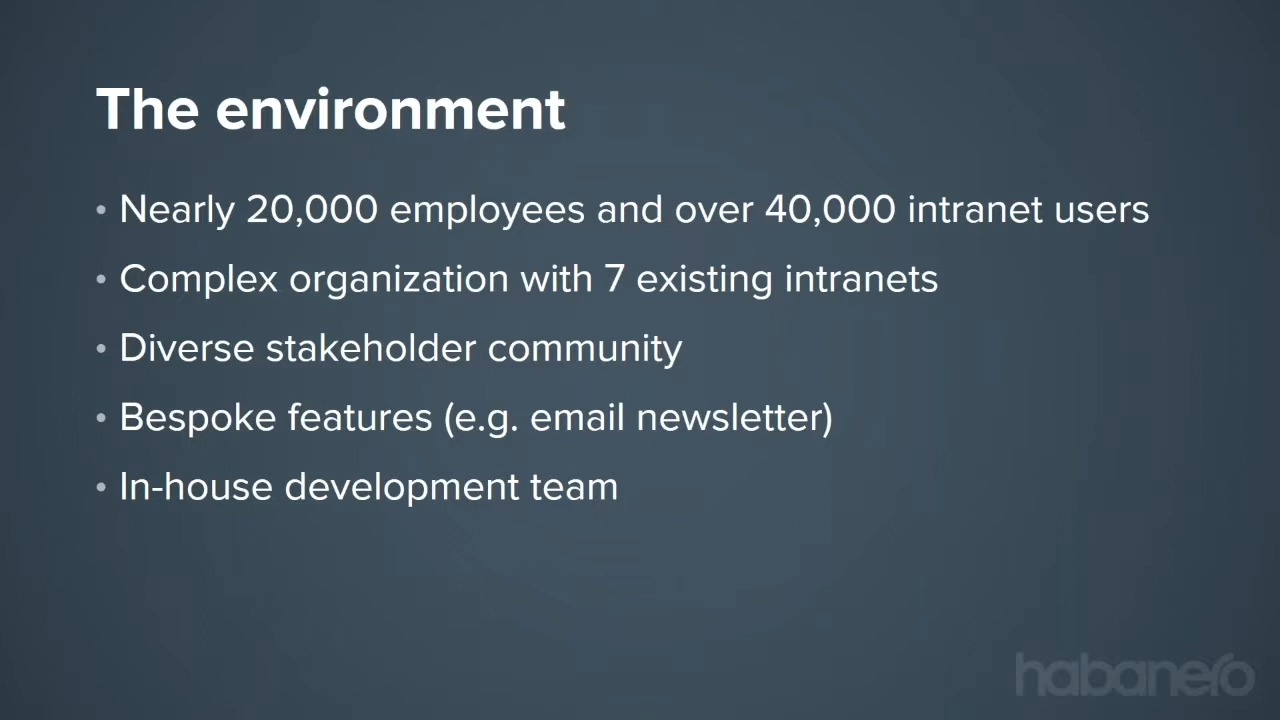 The environment
• Nearly 20,000 employees and over 40,000 intranet users
• Complex organization with 7 existing intranets
• Diverse stakeholder community
• Bespoke features (e.g. email newsletter)
• In-house development team
habanero